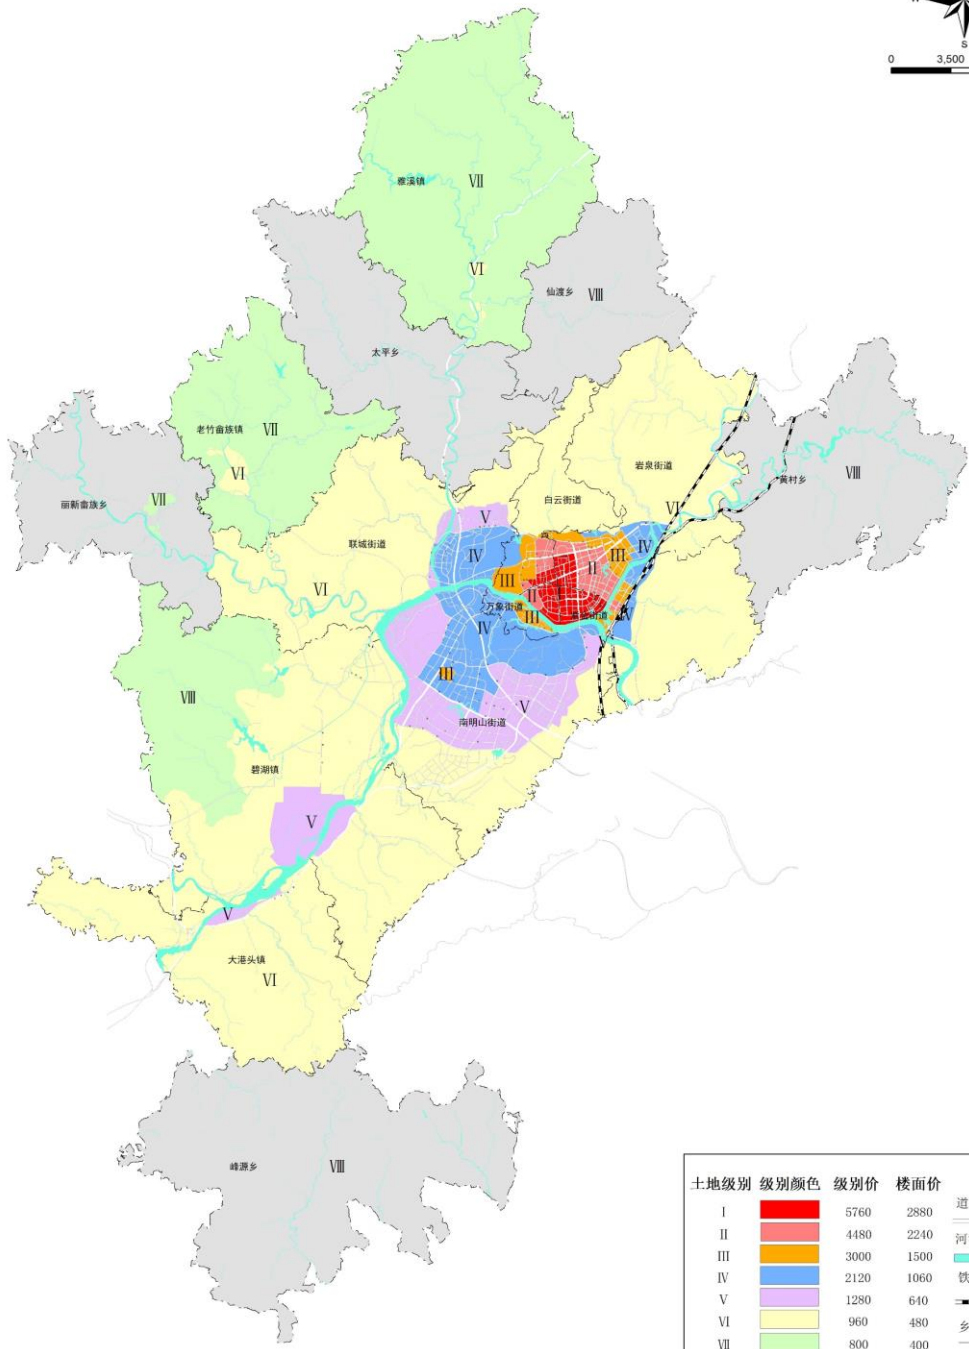 S
0 3,500
雅溪镇 Ⅶ
Ⅵ
仙渡乡 Ⅷ
太平乡
老竹畲族镇 Ⅶ
Ⅵ
岩泉街道
黄村乡 Ⅷ
丽新畲族乡 Ⅶ
白云街道
Ⅵ
联城街道
Ⅴ
Ⅳ
Ⅲ
Ⅳ
Ⅱ
Ⅲ
Ⅱ
Ⅰ
Ⅵ
万象街道
Ⅲ
Ⅳ
Ⅲ
Ⅷ
南明山街道
Ⅴ
碧湖镇
Ⅴ
Ⅴ
大港头镇
Ⅵ
峰源乡 Ⅷ
土地级别 级别颜色 级别价 楼面价
Ⅰ 5760 2880
道
Ⅱ 4480 2240
河
Ⅲ 3000 1500
Ⅳ 2120 1060
铁
Ⅴ 1280 640
Ⅵ 960 480
乡
Ⅶ 800 400